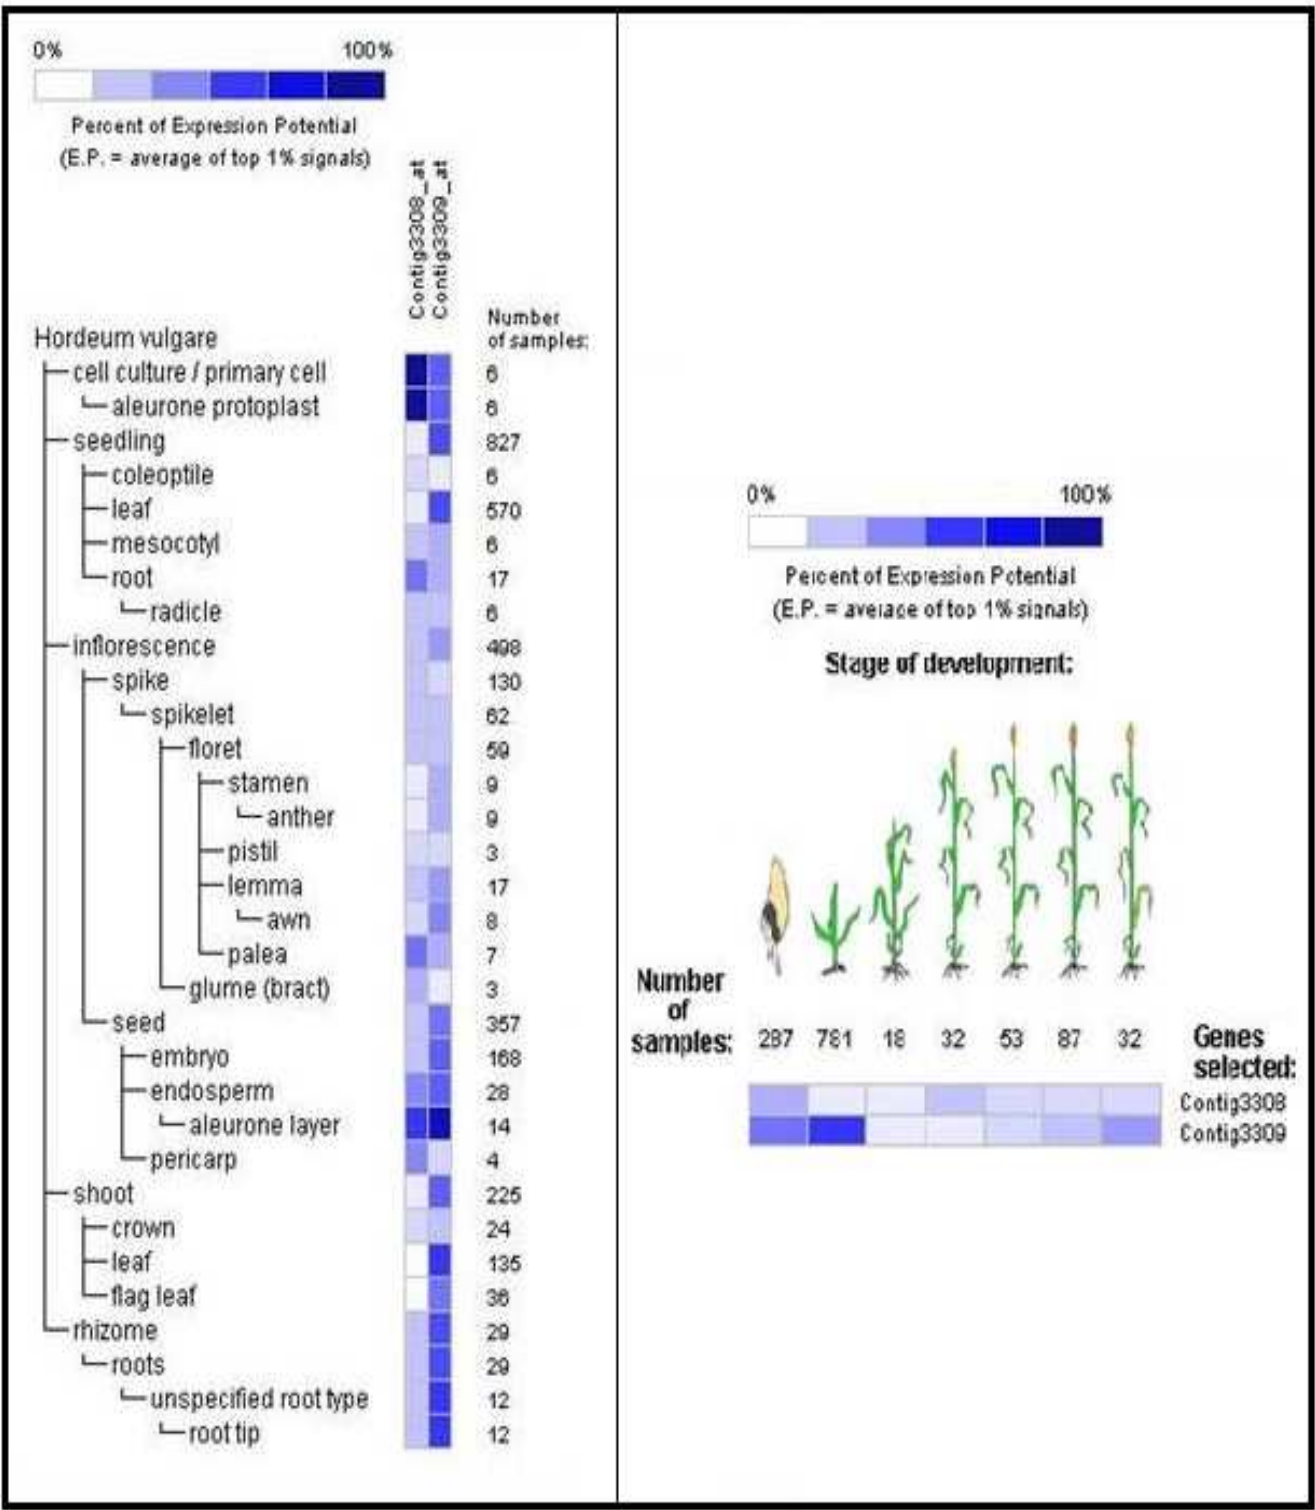 0% 100%
Percent of Expression Potential
(E.P. = average of top 1% signals)
Contig3308_at
Contig3309_at
Number
of samples:
Hordeum vulgare
cell culture / primary cell 6
aleurone protoplast 6
seedling 827
coleoptile 6
leaf 570
mesocotyl 6
root 17
radicle 6
inflorescence 498
spike 130
spikelet 62
floret 59
stamen 9
anther 9
pistil 3
lemma 17
awn 8
palea 7
glume (bract) 3
seed 357
embryo 168
endosperm 28
aleurone layer 14
pericarp 4
shoot 225
crown 24
leaf 135
flag leaf 36
rhizome 29
roots 29
unspecified root type 12
root tip 12
0% 100%
Percent of Expression Potential
(E.P. = average of top 1% signals)
Stage of development:
Number
of
samples: 287 781 18 32 53 87 32
Genes
selected:
Contig3308
Contig3309